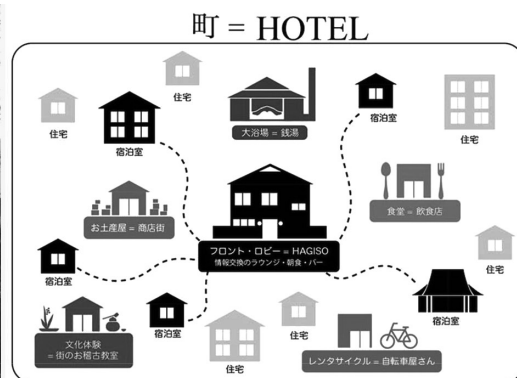 町 = HOTEL
住宅
住宅
宿泊室
大浴場 = 銭湯
宿泊室
住宅
お土産屋 = 商店街
食堂 = 飲食店
フロント・ロビー = HAGISO
情報交換のラウンジ・朝食・バー
宿泊室
住宅
文化体験
= 街のお稽古教室
宿泊室
住宅
住宅
レンタサイクル = 自転車屋さん
宿泊室